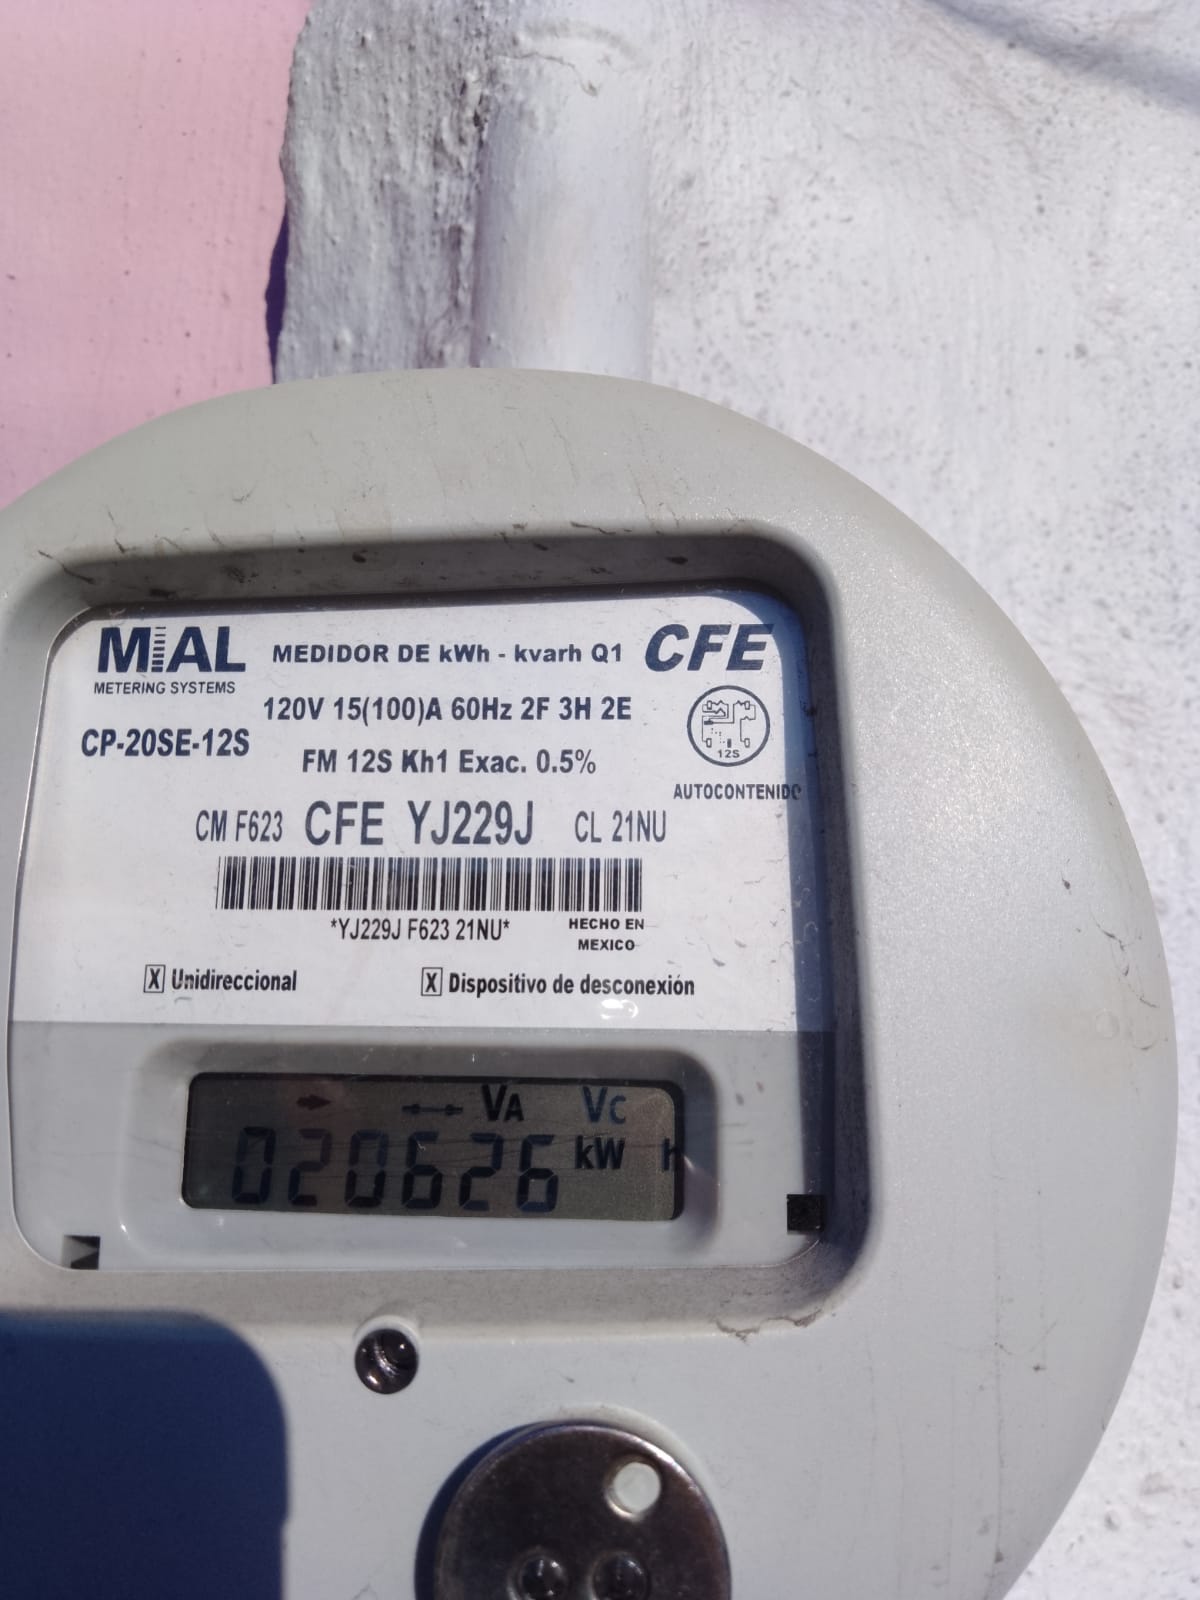 MIAL MEDIDOR DE kWh - kvarh Q1 CFE
METERING SYSTEMS
120V 15(100)A 60Hz 2F 3H 2E
CP-20SE-12S
FM 12S Kh1 Exac. 0.5%
12S
AUTOCONTENIDO
CM F623 CFE YJ229J CL 21NU
*YJ229J F623 21NU*
HECHO EN
MEXICO
X Unidireccional X Dispositivo de desconexión
VA VC
020626 kW h